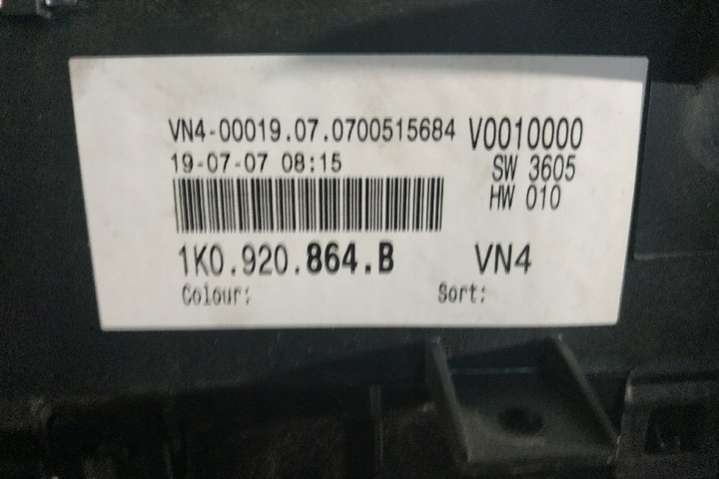 VN4-00019.07.0700515684 V0010000
19-07-07 08:15 SW 3605
HW 010
1K0.920.864.B VN4
Colour: Sort: